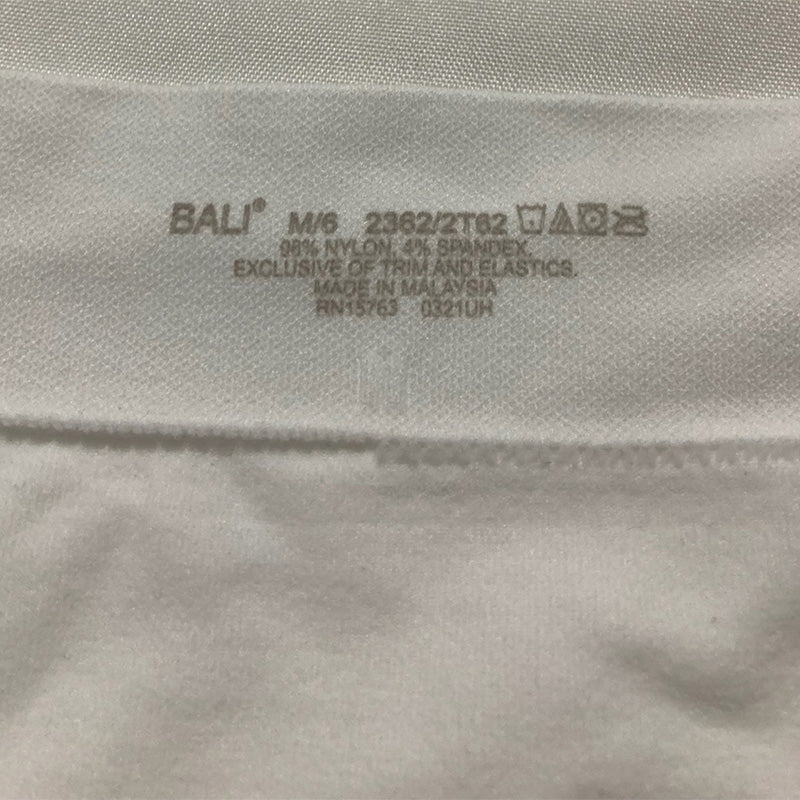 BALI® M/6 2362/2T62
96% NYLON, 4% SPANDEX
EXCLUSIVE OF TRIM AND ELASTICS.
MADE IN MALAYSIA
RN15763 0321UH